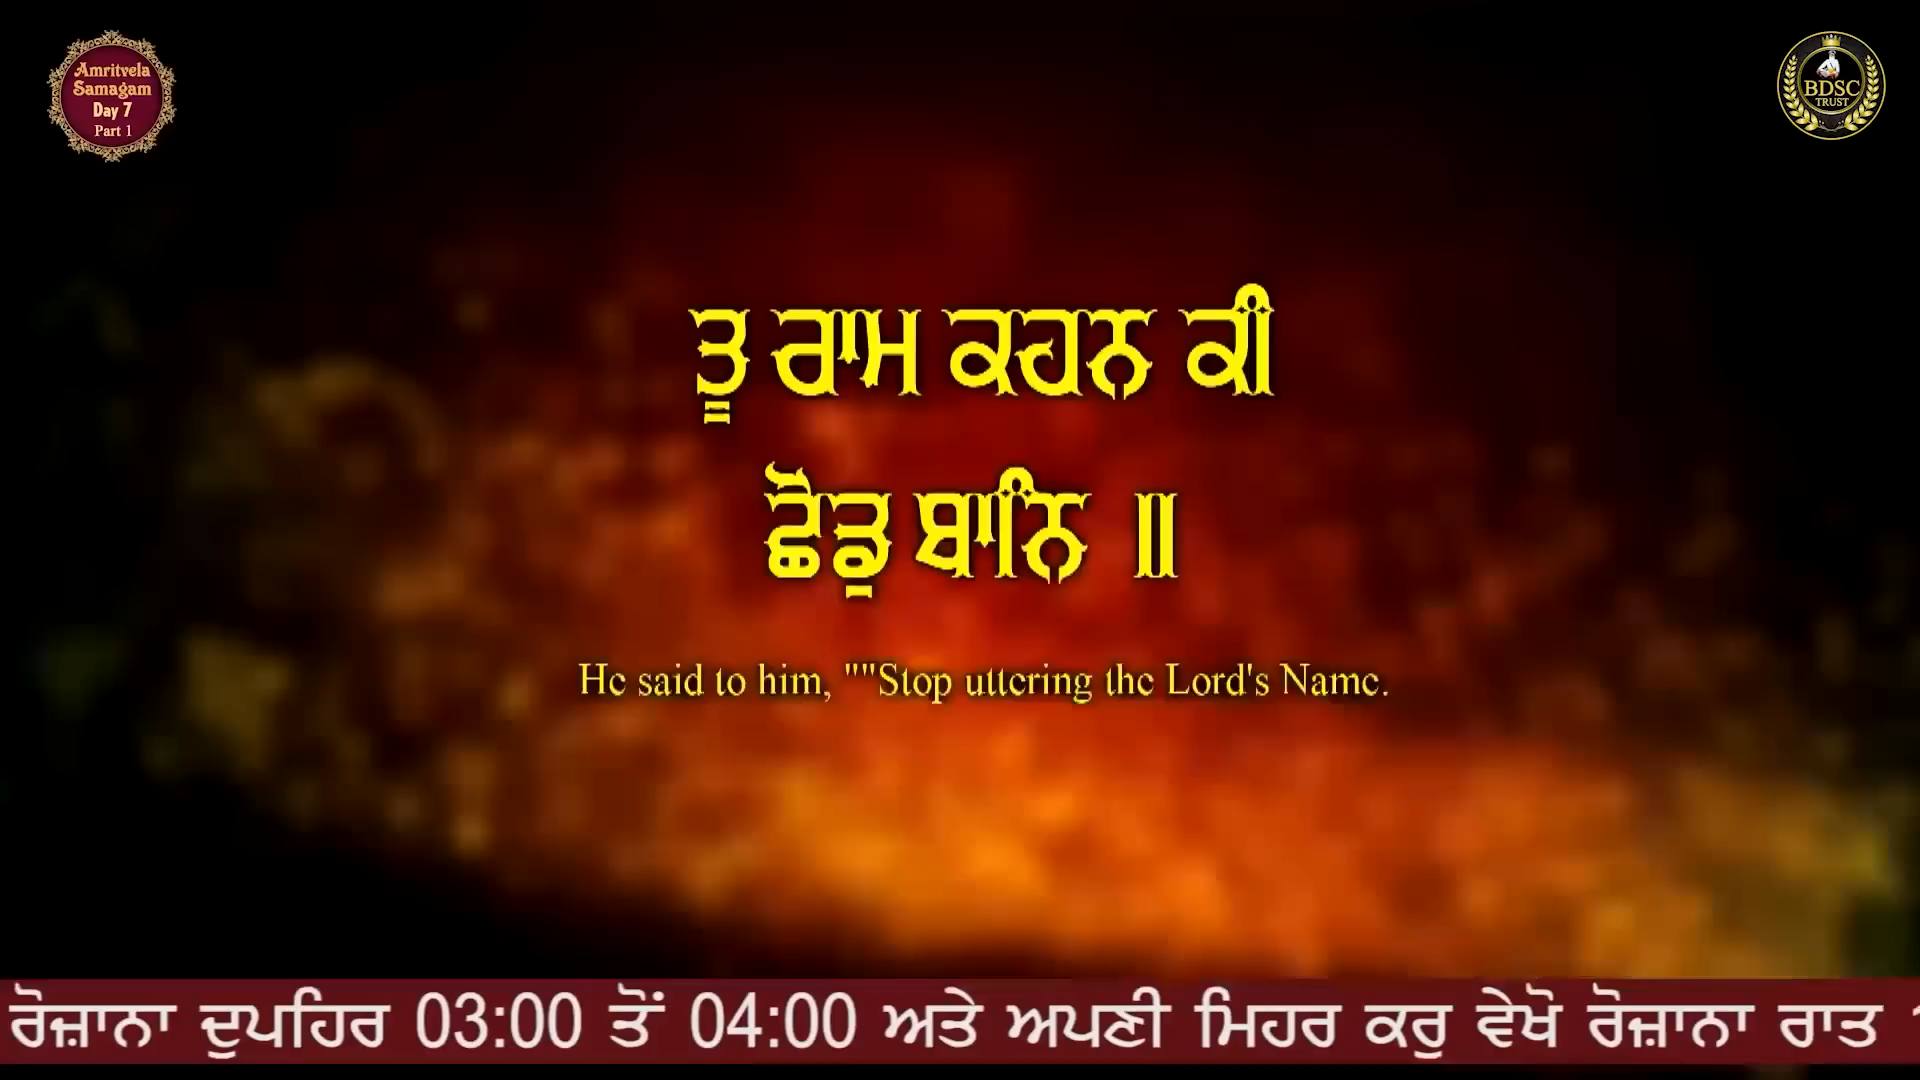 Amritvela
Samagam
Day 7
Part 1
BDSC
TRUST
ਤੂ ਰਾਮ ਕਹਨ ਕੀ
ਛੋਡੁ ਬਾਨਿ ॥
He said to him, ""Stop uttering the Lord's Name.
ਰੋਜ਼ਾਨਾ ਦੁਪਹਿਰ 03:00 ਤੋਂ 04:00 ਅਤੇ ਅਪਣੀ ਮਿਹਰ ਕਰੁ ਵੇਖੋ ਰੋਜ਼ਾਨਾ ਰਾਤ